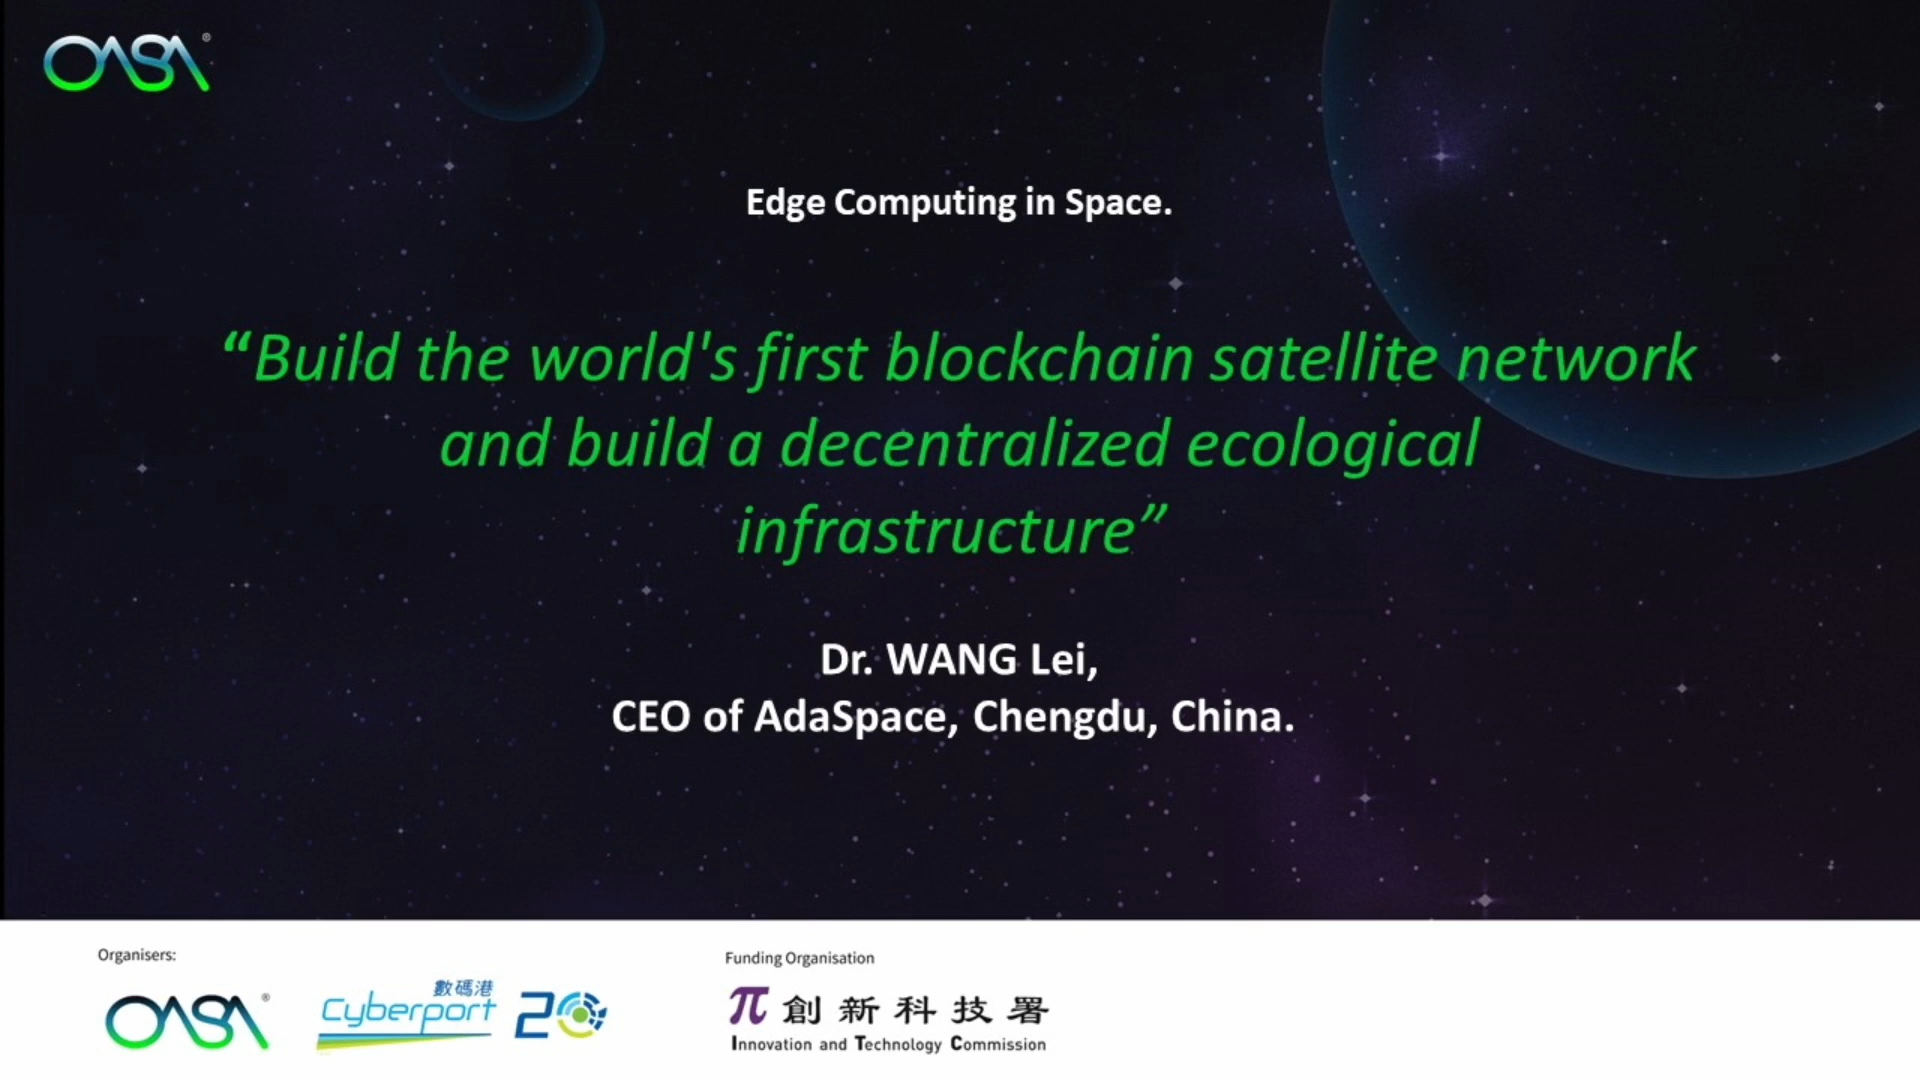 OASA®
Edge Computing in Space.
“Build the world's first blockchain satellite network
and build a decentralized ecological
infrastructure”
Dr. WANG Lei,
CEO of AdaSpace, Chengdu, China.
Organisers:
Funding Organisation
OASA®
數碼港
Cyberport 20
創新科技署
Innovation and Technology Commission